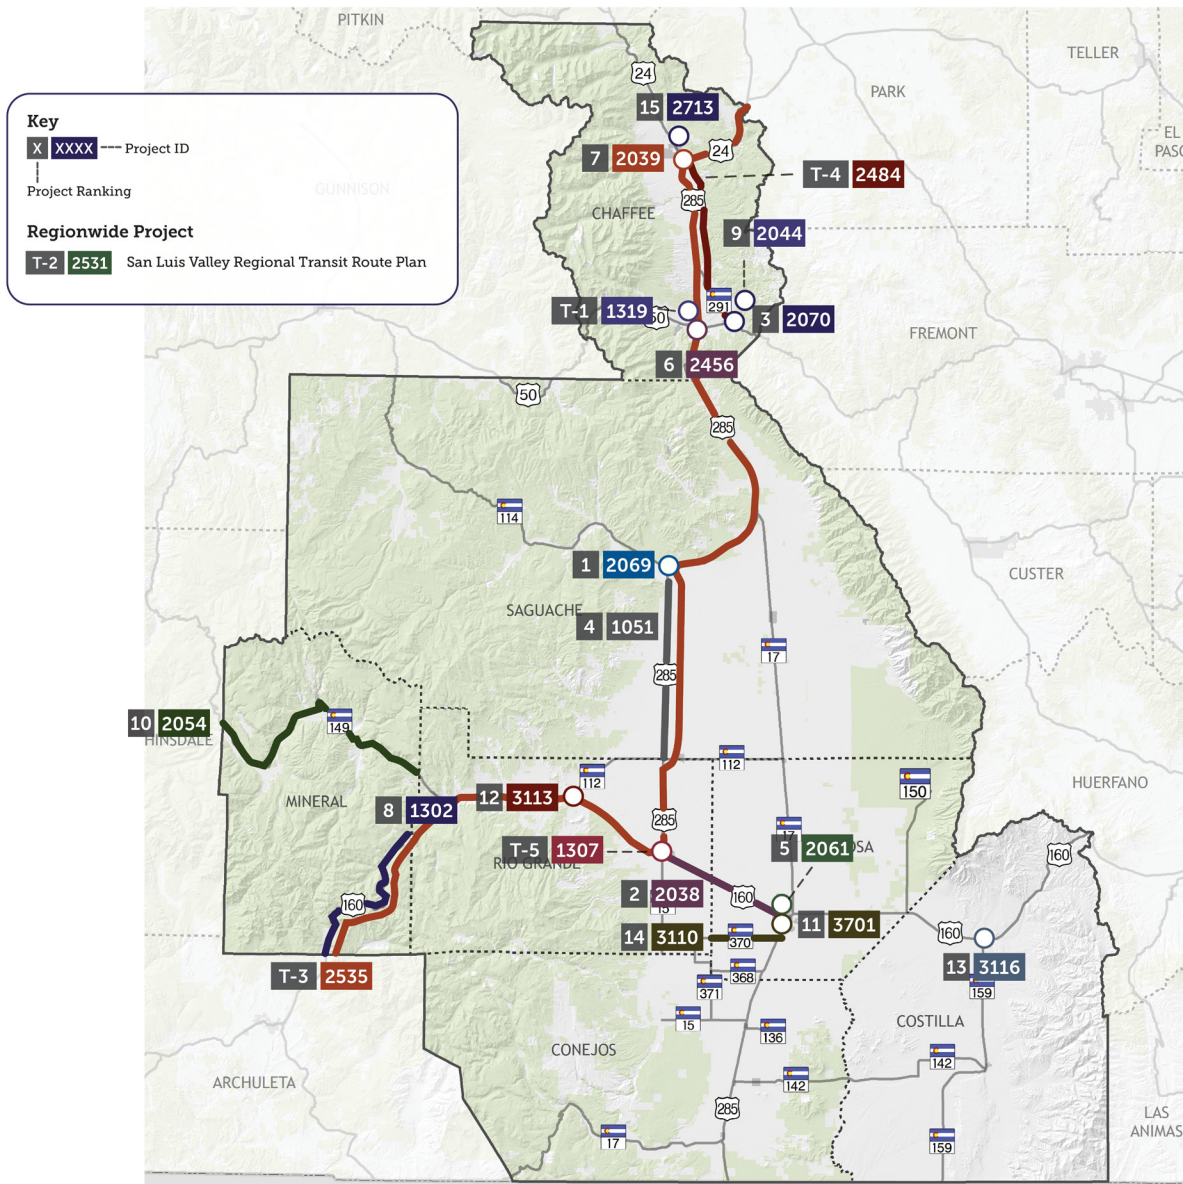 PITKIN
TELLER
24
PARK
15 2713
Key
X XXXX Project ID
Project Ranking
EL
PASO
24
7 2039
T-4 2484
GUNNISON
285
CHAFFEE
9 2044
Regionwide Project
T-2 2531 San Luis Valley Regional Transit Route Plan
291
T-1 1319
50
3 2070
FREMONT
6 2456
50
285
114
1 2069
CUSTER
SAGUACHE
4 1051
17
285
10 2054
149
HINSDALE
112
112
150
HUERFANO
MINERAL
12 3113
8 1302
285
17
T-5 1307
5 2061
OSA
160
RIO GRANDE
2 2038
160
15
160
11 3701
14 3110
370
160
T-3 2535
368
13 3116
371
159
15
136
COSTILLA
CONEJOS
142
ARCHULETA
142
285
LAS
ANIMAS
17
159